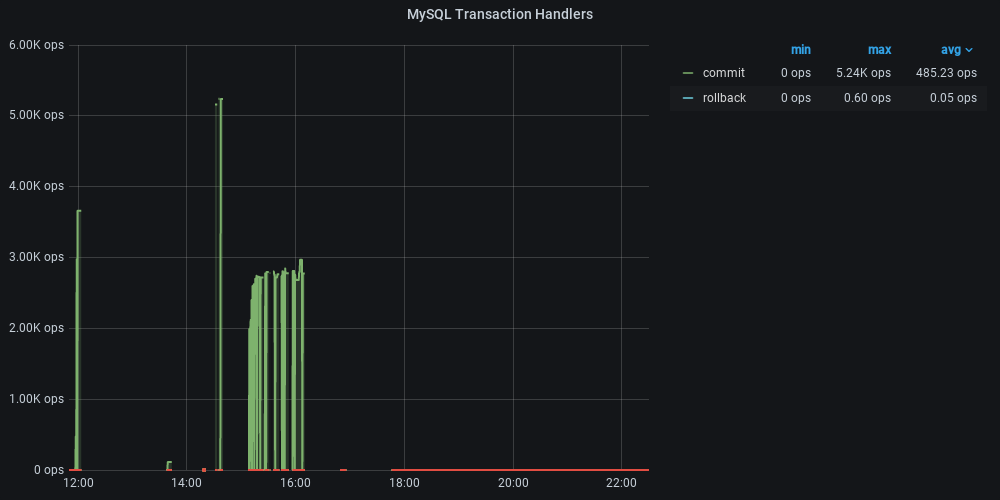 MySQL Transaction Handlers
6.00K ops
5.00K ops
4.00K ops
3.00K ops
2.00K ops
1.00K ops
0 ops
12:00 14:00 16:00 18:00 20:00 22:00
min max avg
commit 0 ops 5.24K ops 485.23 ops
rollback 0 ops 0.60 ops 0.05 ops